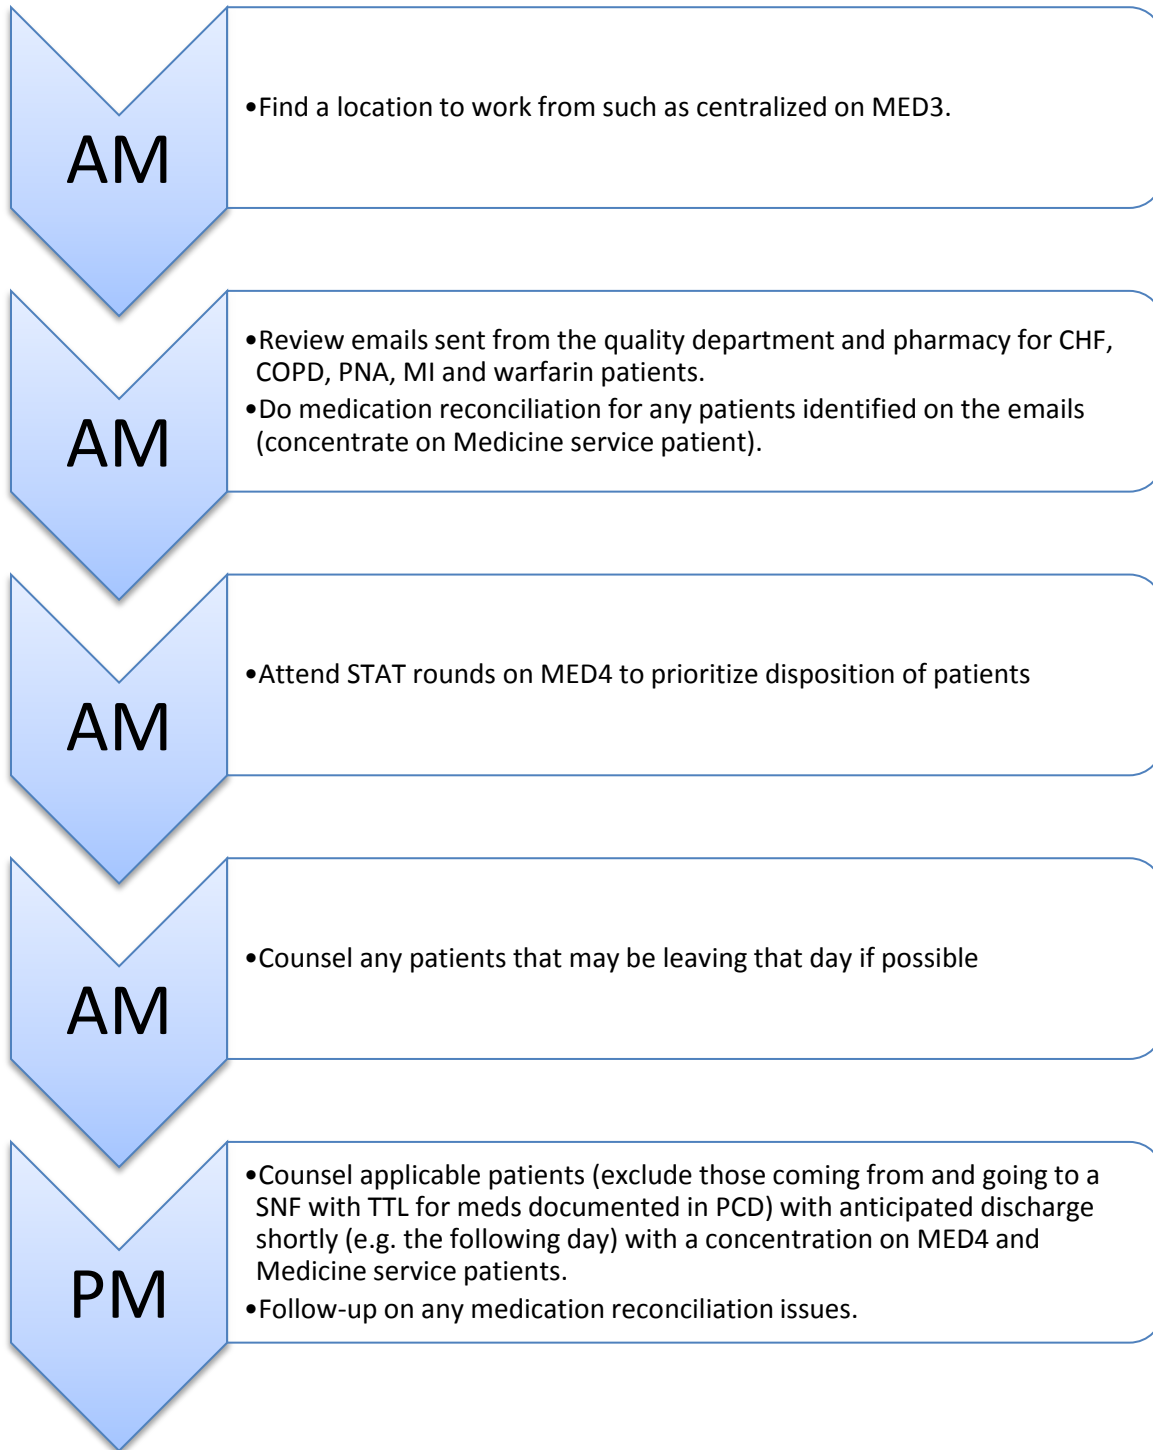 AM
•Find a location to work from such as centralized on MED3.
AM
•Review emails sent from the quality department and pharmacy for CHF,
COPD, PNA, MI and warfarin patients.
•Do medication reconciliation for any patients identified on the emails
(concentrate on Medicine service patient).
AM
•Attend STAT rounds on MED4 to prioritize disposition of patients
AM
•Counsel any patients that may be leaving that day if possible
PM
•Counsel applicable patients (exclude those coming from and going to a
SNF with TTL for meds documented in PCD) with anticipated discharge
shortly (e.g. the following day) with a concentration on MED4 and
Medicine service patients.
•Follow-up on any medication reconciliation issues.